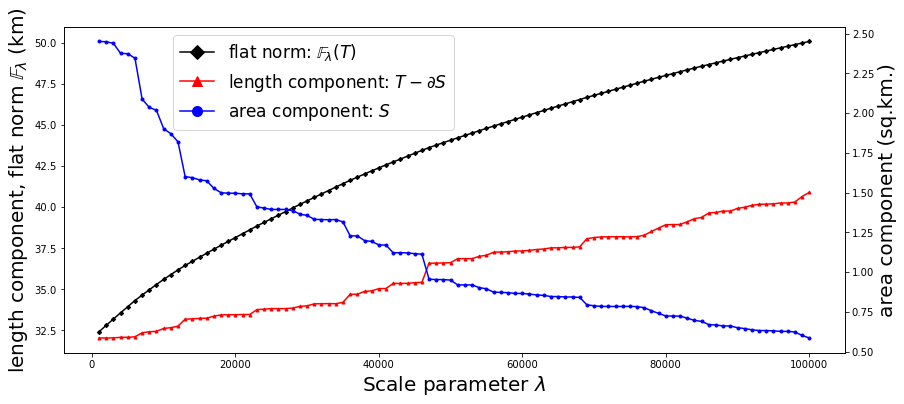 length component, flat norm 𝔽λ (km)
50.0
47.5
45.0
42.5
40.0
37.5
35.0
32.5
flat norm: 𝔽λ(T)
length component: T − ∂S
area component: S
2.50
2.25
2.00
1.75
1.50
1.25
1.00
0.75
0.50
area component (sq.km.)
0 20000 40000 60000 80000 100000
Scale parameter λ